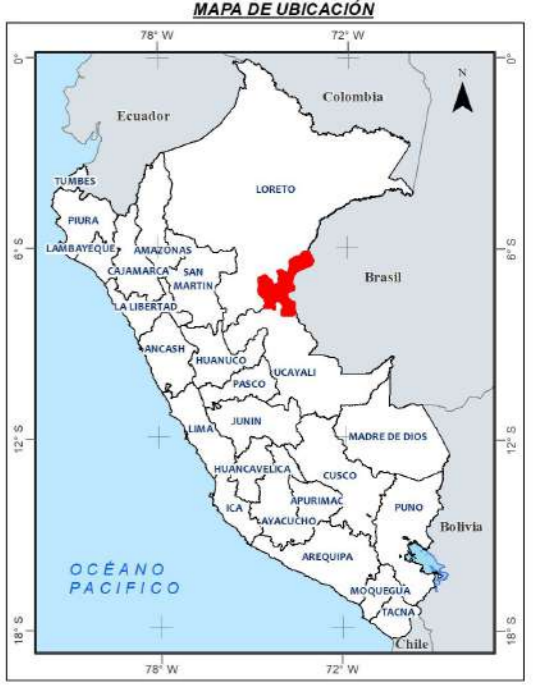 MAPA DE UBICACIÓN
78° W
72° W
0°
0°
N
Colombia
Ecuador
TUMBES
LORETO
PIURA
6° S
6° S
LAMBAYEQUE
AMAZONAS
Brasil
CAJAMARCA
SAN
MARTIN
LA LIBERTAD
ANCASH
HUANUCO
UCAYALI
PASCO
LIMA
JUNIN
MADRE DE DIOS
12° S
12° S
HUANCAVELICA
CUSCO
ICA
APURIMAC
PUNO
AYACUCHO
Bolivia
AREQUIPA
OCÉANO
PACIFICO
MOQUEGUA
TACNA
18° S
18° S
Chile
78° W
72° W